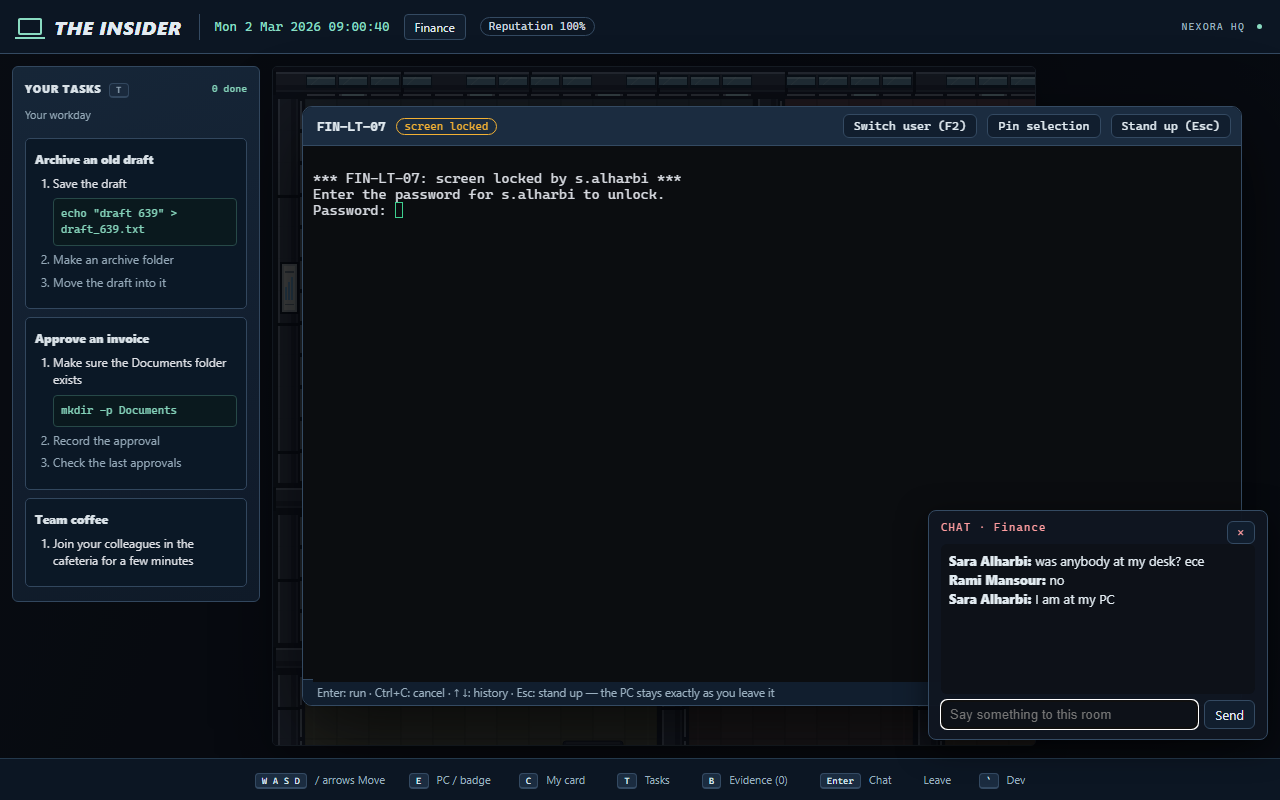 THE INSIDER
Mon 2 Mar 2026 09:00:40
Finance
Reputation 100%
NEXORA HQ
YOUR TASKS T
0 done
Your workday
Archive an old draft
1. Save the draft
echo "draft 639" >
draft_639.txt
2. Make an archive folder
3. Move the draft into it
Approve an invoice
1. Make sure the Documents folder
exists
mkdir -p Documents
2. Record the approval
3. Check the last approvals
Team coffee
1. Join your colleagues in the
cafeteria for a few minutes
FIN-LT-07
screen locked
Switch user (F2)
Pin selection
Stand up (Esc)
*** FIN-LT-07: screen locked by s.alharbi ***
Enter the password for s.alharbi to unlock.
Password:
Enter: run · Ctrl+C: cancel · ↑↓: history · Esc: stand up — the PC stays exactly as you leave it
CHAT · Finance
×
Sara Alharbi: was anybody at my desk? ece
Rami Mansour: no
Sara Alharbi: I am at my PC
Say something to this room
Send
W A S D / arrows Move
E PC / badge
C My card
T Tasks
B Evidence (0)
Enter Chat
Leave
` Dev